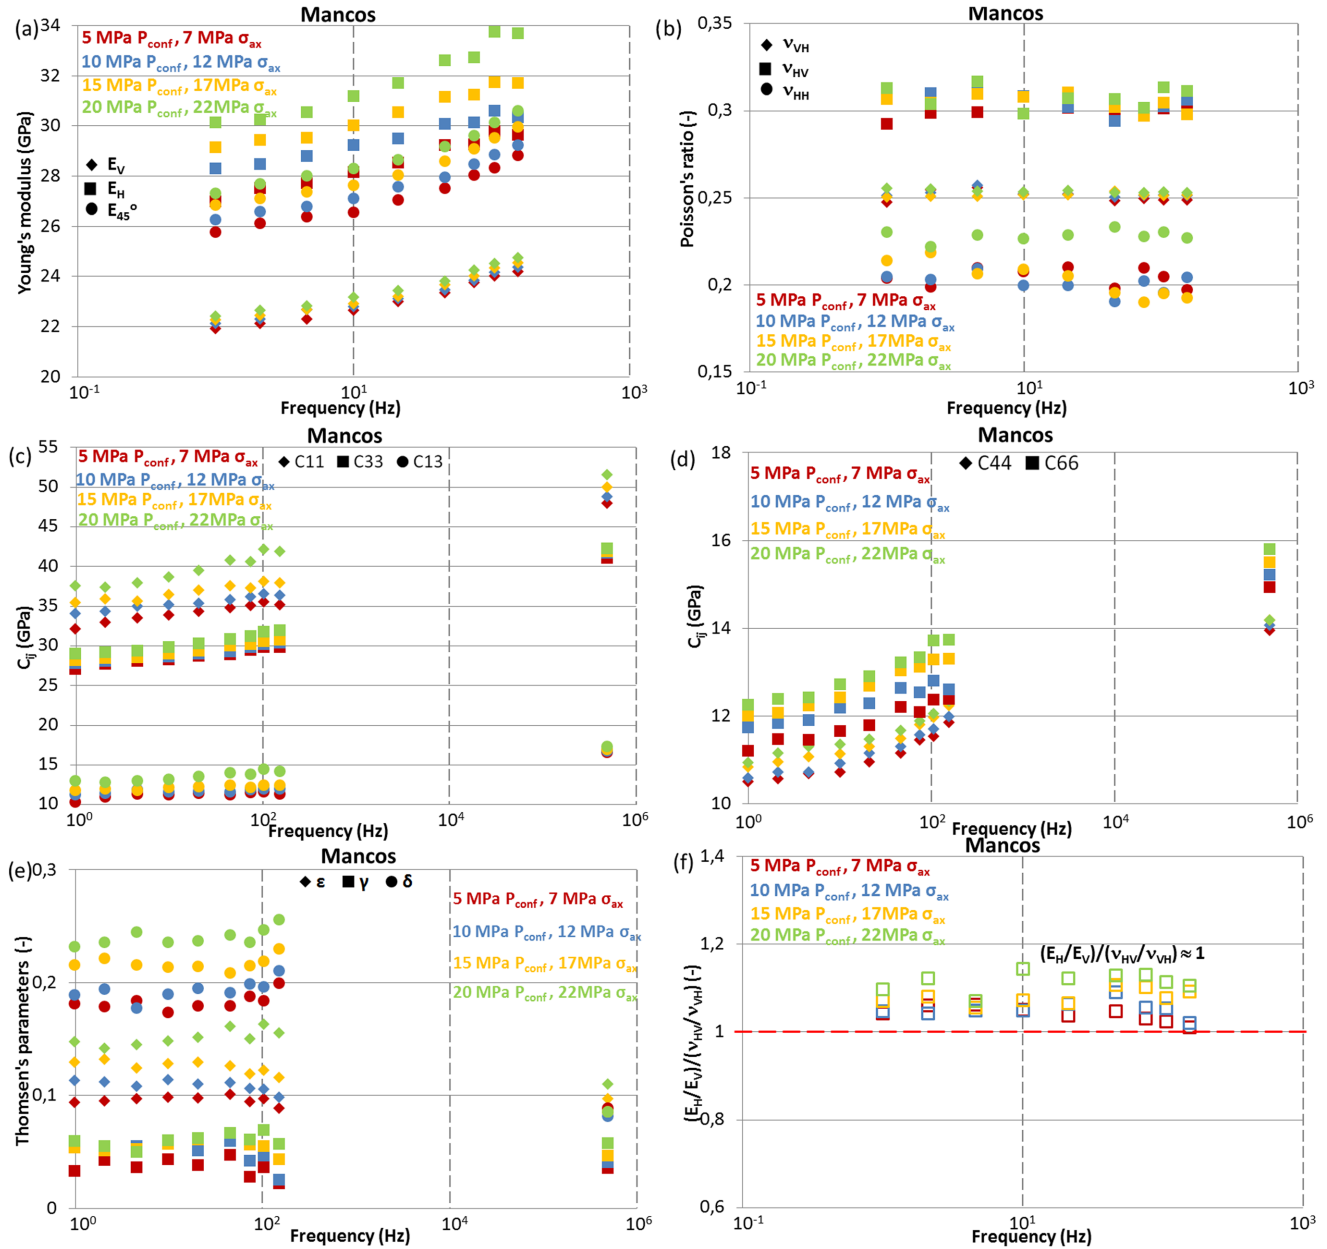 Mancos
(a)
5 MPa Pconf, 7 MPa σax
10 MPa Pconf, 12 MPa σax
15 MPa Pconf, 17MPa σax
20 MPa Pconf, 22MPa σax
EV
EH
E45°
Young's modulus (GPa)
34
32
30
28
26
24
22
20
10-1
101
103
Frequency (Hz)
Mancos
(b)
νVH
νHV
νHH
Poisson's ratio (-)
0,35
0,3
0,25
0,2
0,15
5 MPa Pconf, 7 MPa σax
10 MPa Pconf, 12 MPa σax
15 MPa Pconf, 17MPa σax
20 MPa Pconf, 22MPa σax
10-1
101
103
Frequency (Hz)
Mancos
(c)
5 MPa Pconf, 7 MPa σax
10 MPa Pconf, 12 MPa σax
15 MPa Pconf, 17MPa σax
20 MPa Pconf, 22MPa σax
C11 C33 C13
Cij (GPa)
55
50
45
40
35
30
25
20
15
10
100
102
104
106
Frequency (Hz)
Mancos
(d)
C44 C66
5 MPa Pconf, 7 MPa σax
10 MPa Pconf, 12 MPa σax
15 MPa Pconf, 17MPa σax
20 MPa Pconf, 22MPa σax
Cij (GPa)
18
16
14
12
10
100
102
104
106
Frequency (Hz)
Mancos
(e)
ε γ δ
5 MPa Pconf, 7 MPa σax
10 MPa Pconf, 12 MPa σax
15 MPa Pconf, 17MPa σax
20 MPa Pconf, 22MPa σax
Thomsen's parameters (-)
0,3
0,2
0,1
0
100
102
104
106
Frequency (Hz)
Mancos
(f)
5 MPa Pconf, 7 MPa σax
10 MPa Pconf, 12 MPa σax
15 MPa Pconf, 17MPa σax
20 MPa Pconf, 22MPa σax
(EH/EV)/(νHV/νVH) ≈ 1
(EH/EV)/(νHV/νVH) (-)
1,4
1,2
1
0,8
0,6
10-1
101
103
Frequency (Hz)